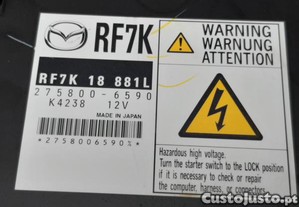 RF7K
RF7K 18 881L
275800-6590
K4238 12V
MADE IN JAPAN
*2758006590*
WARNING
WARNUNG
ATTENTION
Hazardous high voltage.
Turn the starter switch to the LOCK position
if it is necessary to check or repair
the computer, harness, or connectors.
CustoJusto.pt